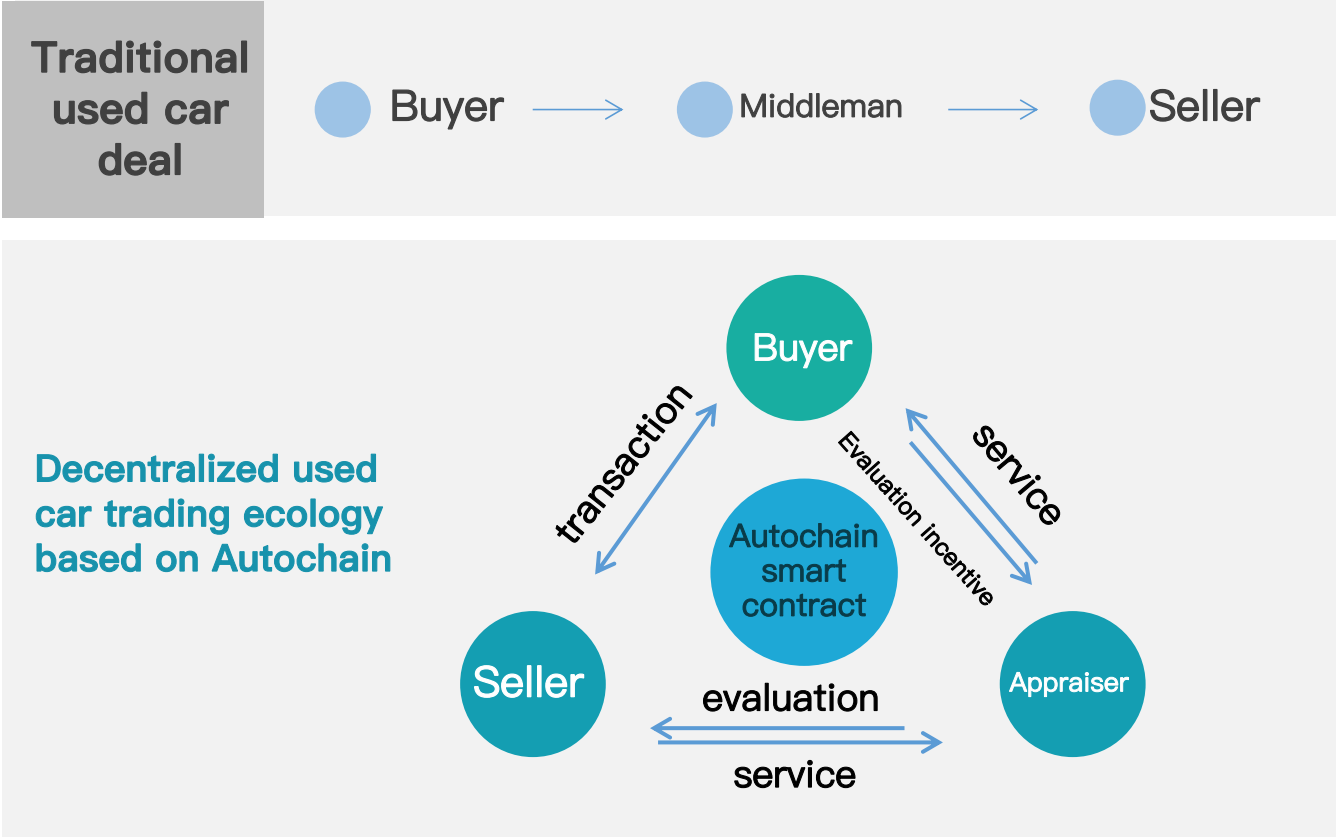 Traditional
used car
deal
Buyer
Middleman
Seller
Buyer
transaction
service
Evaluation incentive
Decentralized used
car trading ecology
based on Autochain
Autochain
smart
contract
Seller
Appraiser
evaluation
service